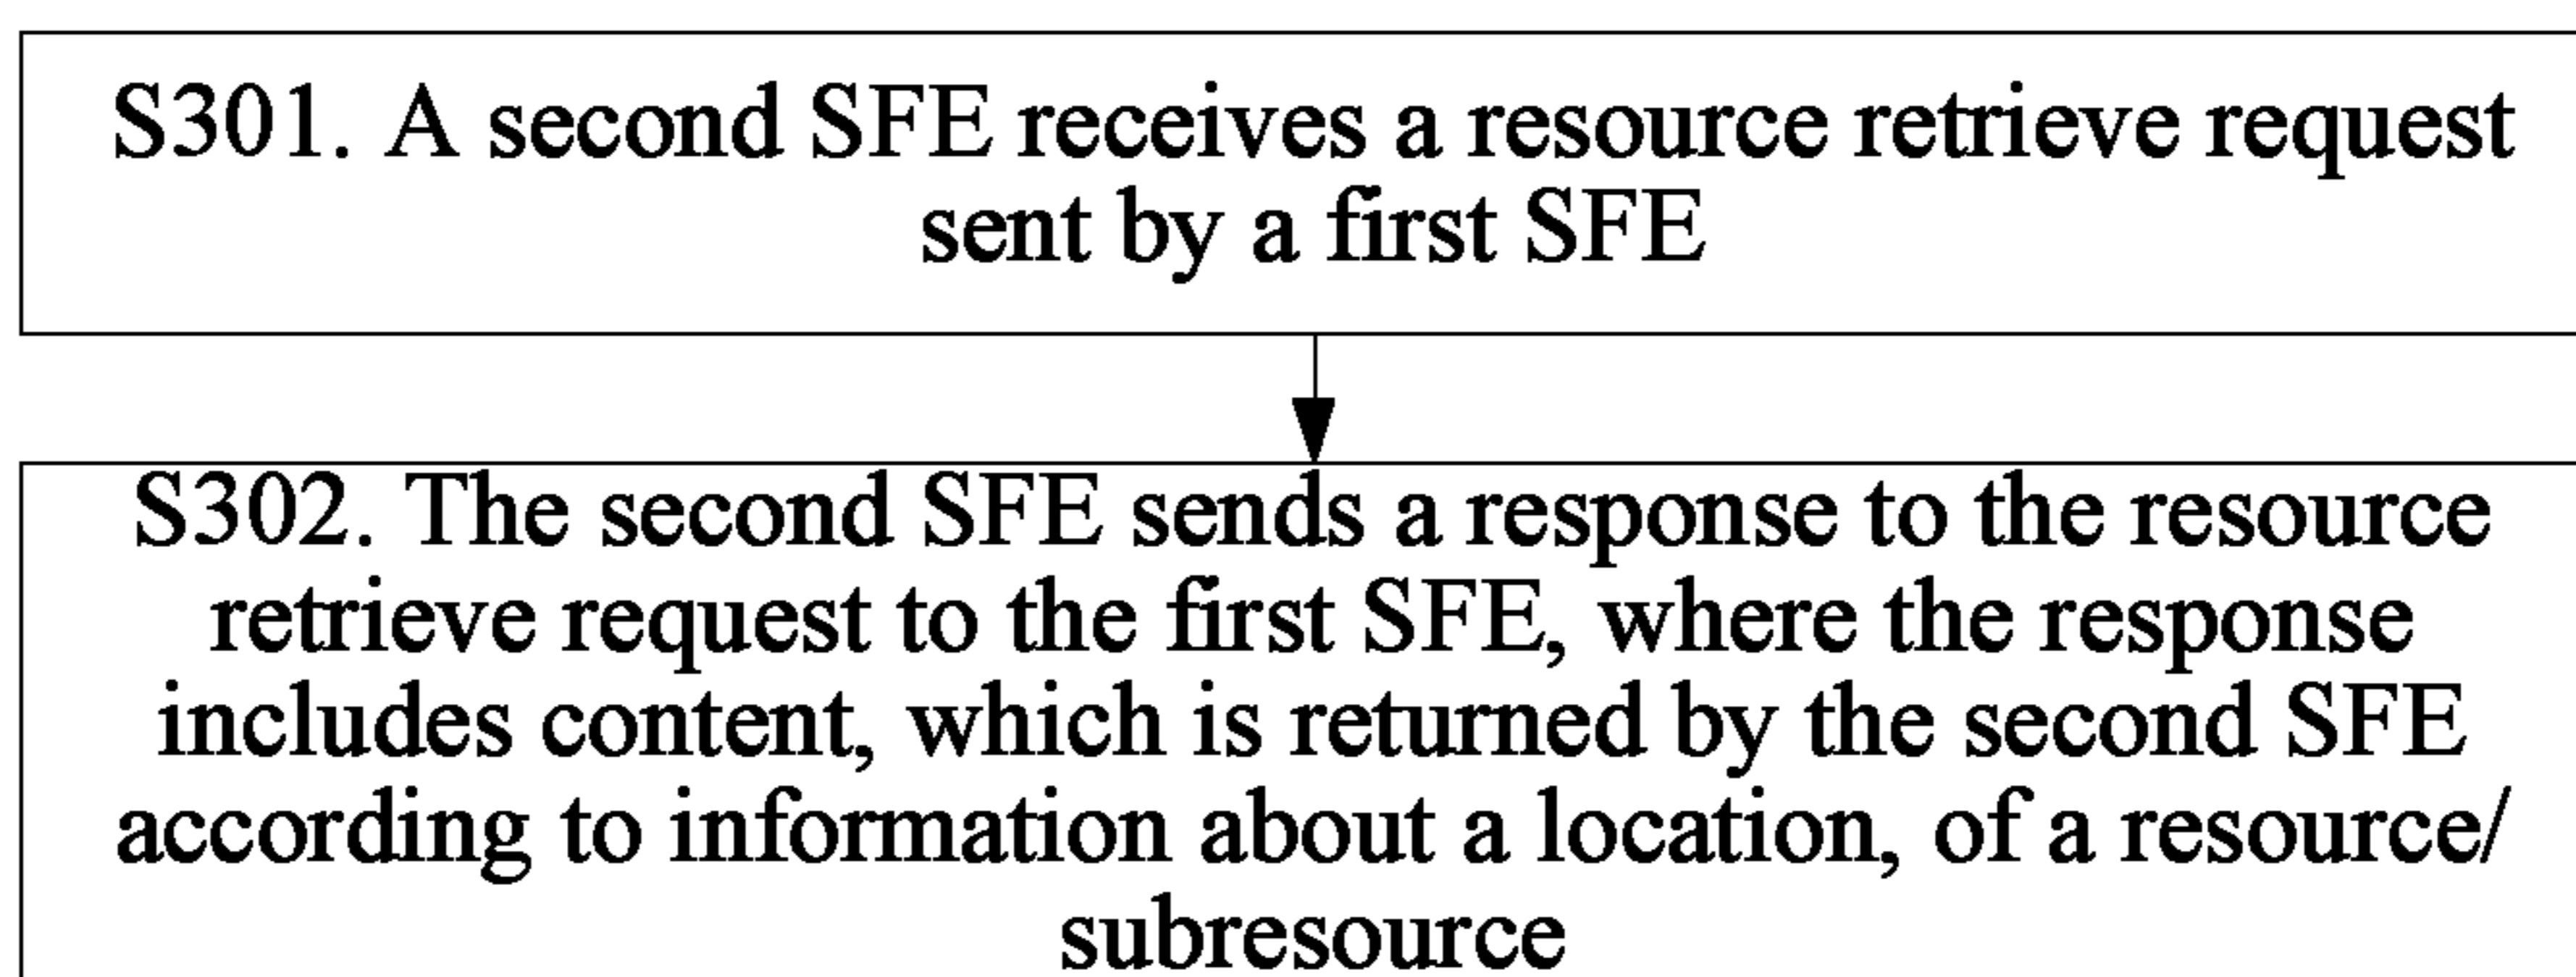 S301. A second SFE receives a resource retrieve request
sent by a first SFE
S302. The second SFE sends a response to the resource
retrieve request to the first SFE, where the response
includes content, which is returned by the second SFE
according to information about a location, of a resource/
subresource